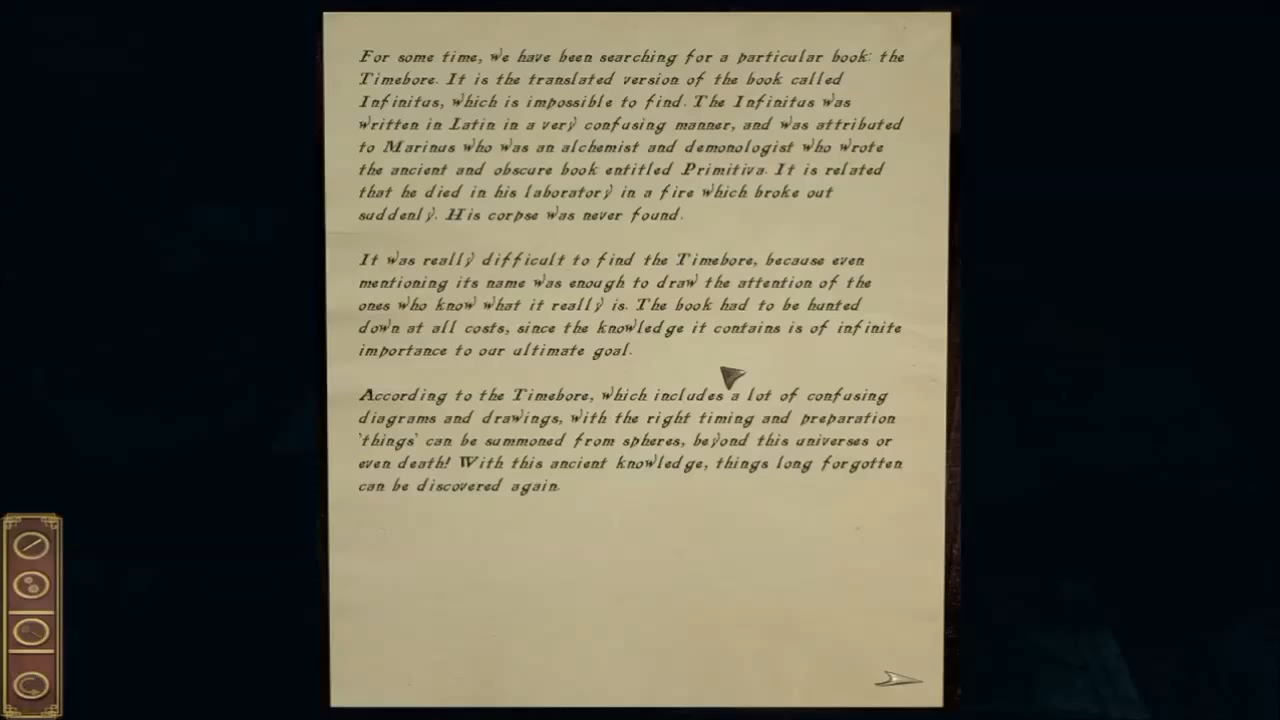 For some time, we have been searching for a particular book: the
Timebore. It is the translated version of the book called
Infinitus, which is impossible to find. The Infinitus was
written in Latin in a very confusing manner, and was attributed
to Marinus who was an alchemist and demonologist who wrote
the ancient and obscure book entitled Primitiva. It is related
that he died in his laboratory in a fire which broke out
suddenly. His corpse was never found.
It was really difficult to find the Timebore, because even
mentioning its name was enough to draw the attention of the
ones who know what it really is. The book had to be hunted
down at all costs, since the knowledge it contains is of infinite
importance to our ultimate goal.
According to the Timebore, which includes a lot of confusing
diagrams and drawings, with the right timing and preparation
'things' can be summoned from spheres, beyond this universes or
even death! With this ancient knowledge, things long forgotten
can be discovered again.